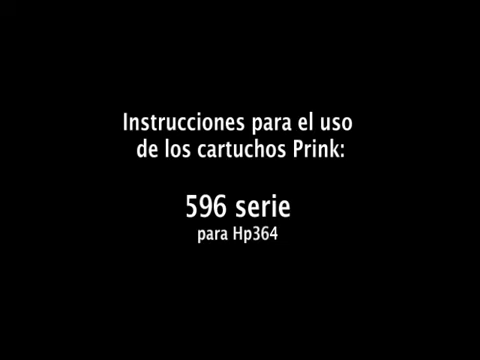 Instrucciones para el uso
de los cartuchos Prink:
596 serie
para Hp364